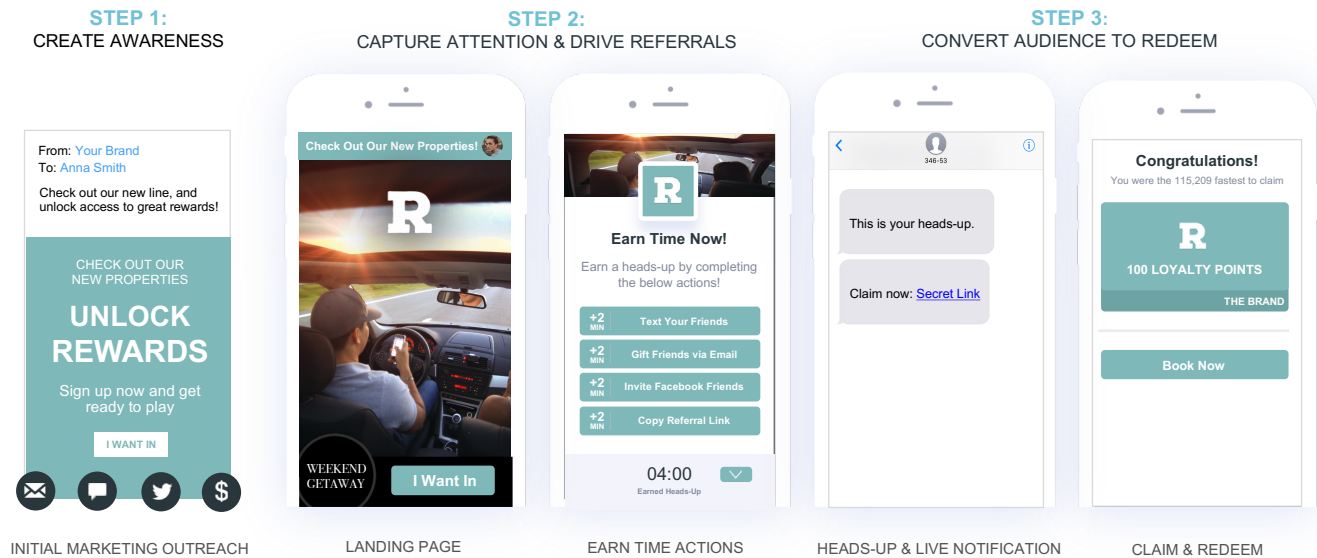 STEP 1:
CREATE AWARENESS
STEP 2:
CAPTURE ATTENTION & DRIVE REFERRALS
STEP 3:
CONVERT AUDIENCE TO REDEEM
From: Your Brand
To: Anna Smith
Check out our new line, and
unlock access to great rewards!
CHECK OUT OUR
NEW PROPERTIES
UNLOCK
REWARDS
Sign up now and get
ready to play
I WANT IN
$
INITIAL MARKETING OUTREACH
Check Out Our New Properties!
R
WEEKEND
GETAWAY
I Want In
LANDING PAGE
R
Earn Time Now!
Earn a heads-up by completing
the below actions!
+2 MIN Text Your Friends
+2 MIN Gift Friends via Email
+2 MIN Invite Facebook Friends
+2 MIN Copy Referral Link
04:00
Earned Heads-Up
EARN TIME ACTIONS
346-53
This is your heads-up.
Claim now: Secret Link
HEADS-UP & LIVE NOTIFICATION
Congratulations!
You were the 115,209 fastest to claim
R
100 LOYALTY POINTS
THE BRAND
Book Now
CLAIM & REDEEM